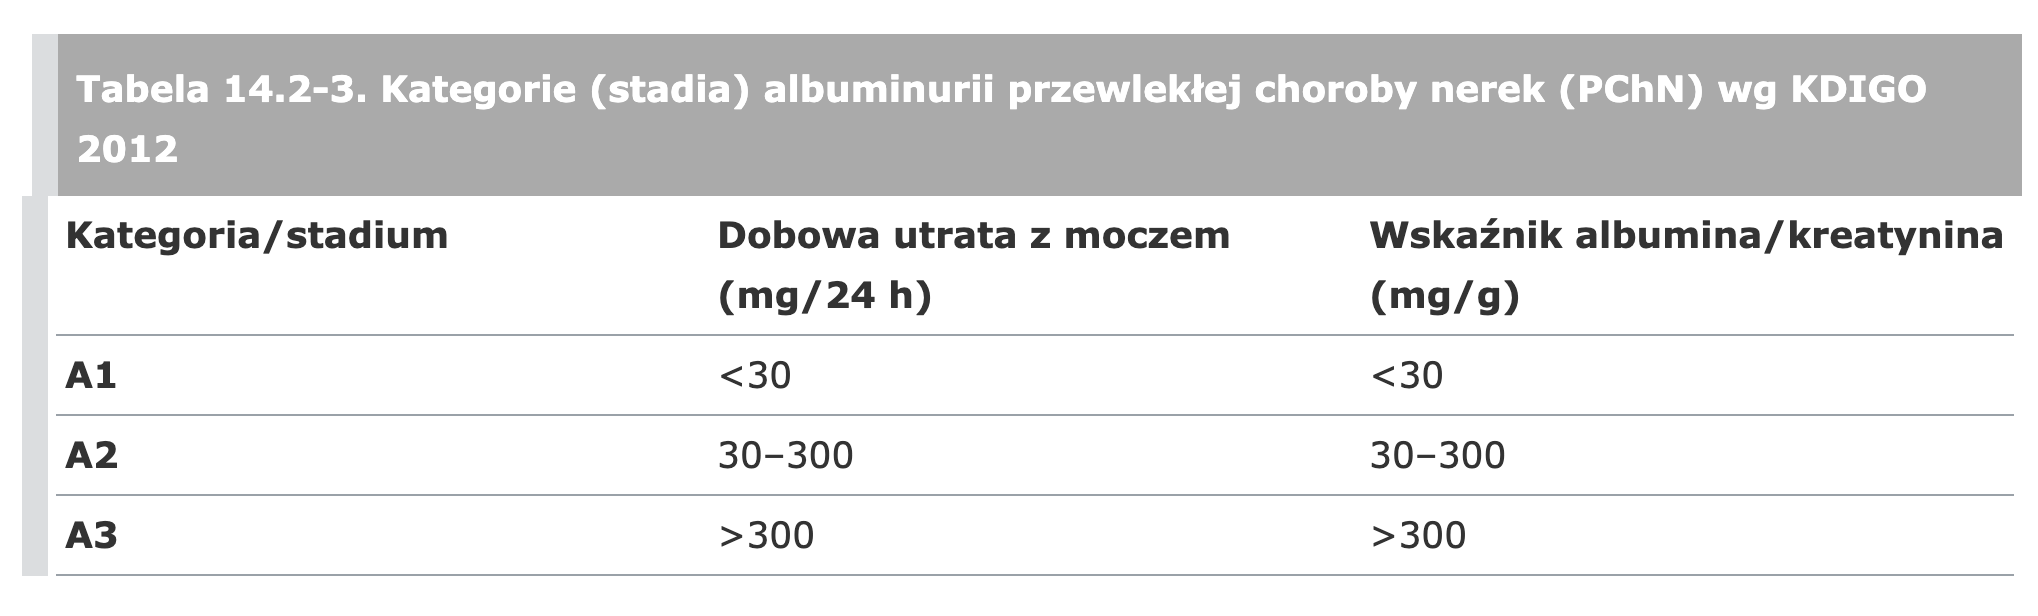 Tabela 14.2-3. Kategorie (stadia) albuminurii przewlekłej choroby nerek (PChN) wg KDIGO
2012
Kategoria/stadium Dobowa utrata z moczem Wskaźnik albumina/kreatynina
(mg/24 h) (mg/g)
A1 <30 <30
A2 30–300 30–300
A3 >300 >300